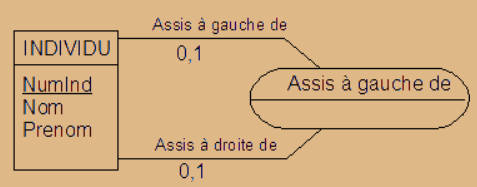 Assis à gauche de
INDIVIDU
0,1
NumInd
Assis à gauche de
Nom
Prenom
Assis à droite de
0,1